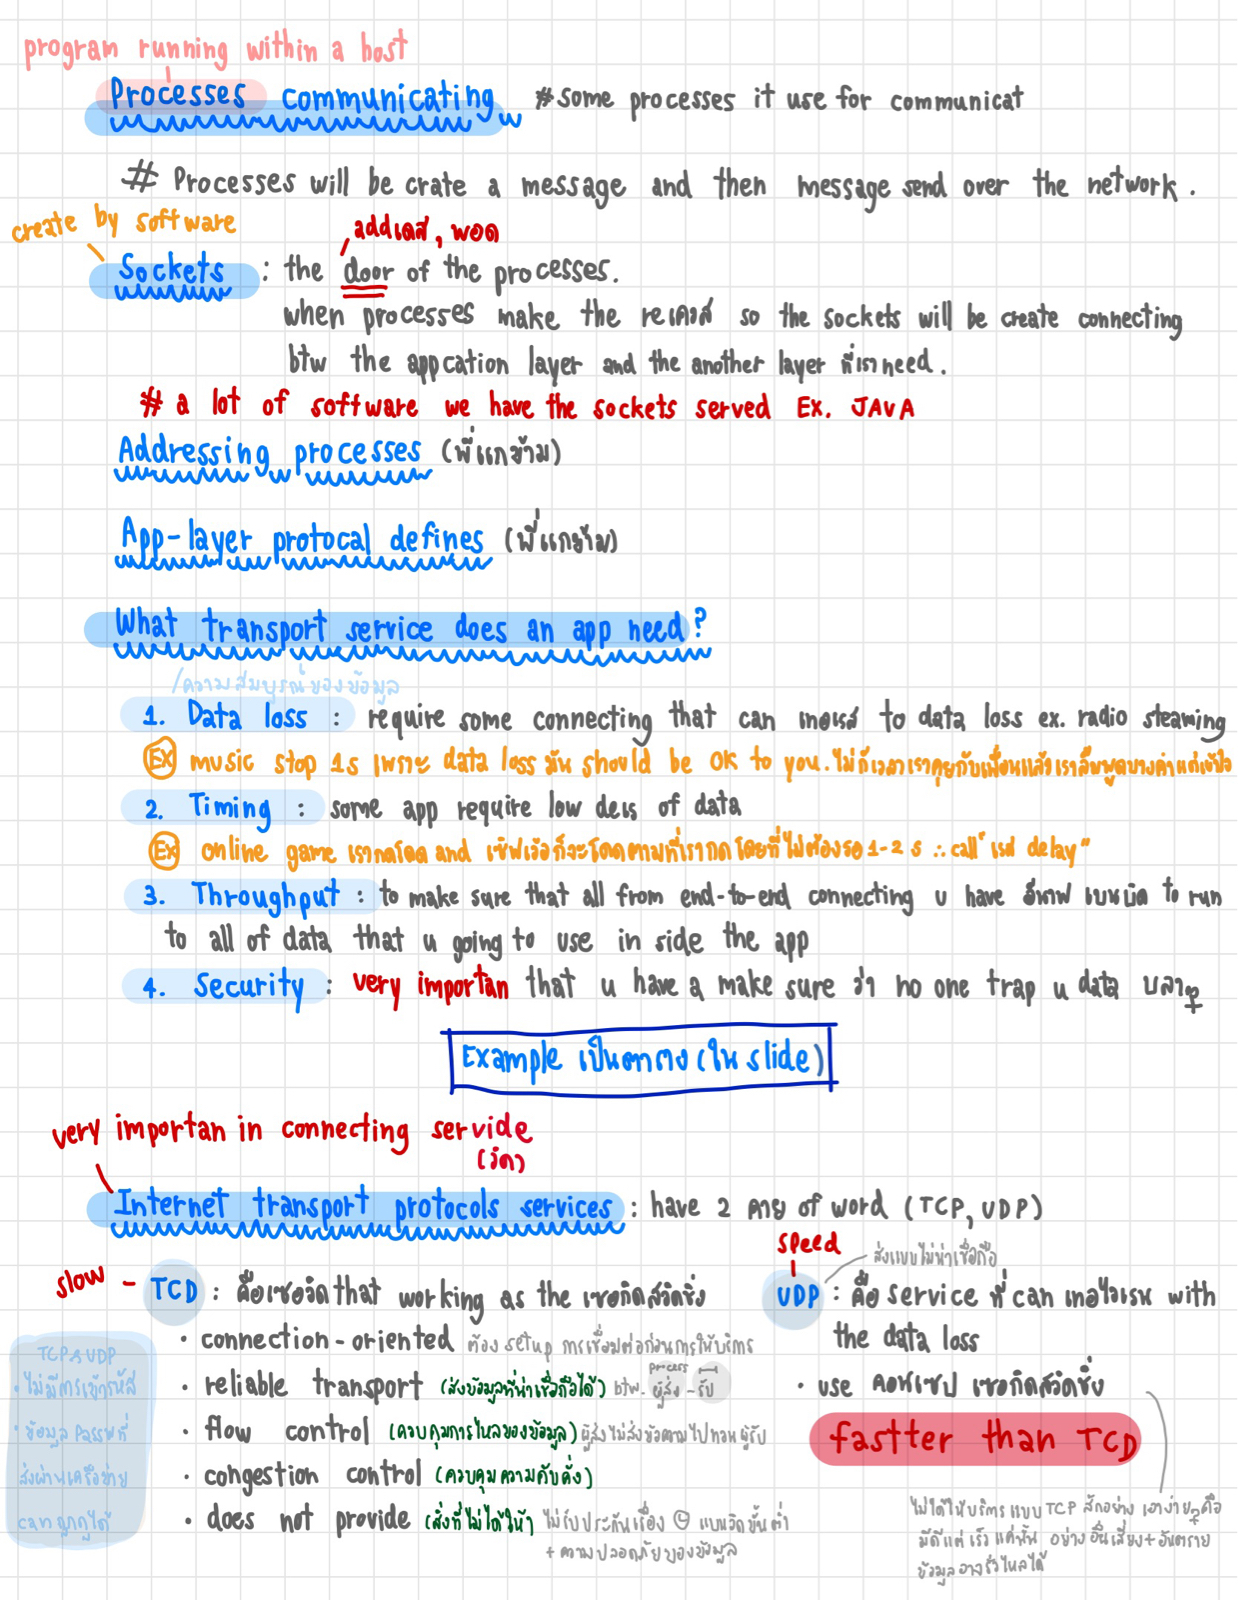 program running within a host
Processes communicating # some processes it use for communicat
# Processes will be crate a message and then message send over the network.
create by software
addเดส, พอต
Sockets : the door of the processes.
when processes make the รเควส so the sockets will be create connecting
btw the appcation layer and the another layer ที่เรา need.
# a lot of software we have the sockets served Ex. JAVA
Addressing processes (พี่แกข้าม)
App-layer protocal defines (พี่แกข้าม)
What transport service does an app need?
ความสมบูรณ์ของข้อมูล
1. Data loss : require some connecting that can ทอเรส to data loss ex. radio steaming
EX music stop 1s เพราะ data loss มัน should be OK to you. ไม่ก็เวลาเราคุยกับเพื่อนแล้วเราลืมพูดบางคำแต่เข้าใจ
2. Timing : some app require low เดเร of data
EX online game เรากดโดด and เซิฟเวอก็จะโดดตามที่เรากดโดยที่ไม่ต้องรอ 1-2 s ∴ call "เรท delay"
3. Throughput : to make sure that all from end-to-end connecting u have อีนาฟ เบนบิด to run
to all of data that u going to use in side the app
4. Security : very importan that u have a make sure ว่า no one trap u data บลาๆ
Example เป็นตาราง (ใน slide)
very importan in connecting servide
(วิด)
Internet transport protocols services : have 2 คาย of word (TCP, UDP)
slow - TCD : คือเซอวิด that working as the เซอกิดสวิดชิ่ง
• connection-oriented ต้อง setup การเชื่อมต่อก่อนการให้บริการ
• reliable transport (ส่งข้อมูลที่น่าเชื่อถือได้) btw. process ผู้ส่ง - รับ
• flow control (ควบคุมการไหลของข้อมูล) ผู้ส่งไม่ส่งข้อความไปท่วมผู้รับ
• congestion control (ควบคุมความคับคั่ง)
• does not provide (สิ่งที่ไม่ได้ให้) ไม่รับประกันเรื่อง แบนวิดขั้นต่ำ
+ ความปลอดภัยของข้อมูล
TCP & UDP
• ไม่มีการเข้ารหัส
• ข้อมูล Passที่
ส่งผ่านเครือข่าย
can ถูกดูได้
speed
ส่งแบบไม่น่าเชื่อถือ
UDP : คือ service ที่ can ทอไอเรน with
the data loss
• use คอนเซป เซอกิดสวิดชิ่ง
fastter than TCD
ไม่ได้ให้บริการแบบ TCP สักอย่าง เอาง่ายๆคือ
มีดีแต่เร็ว แค่นั้น อย่างอื่นเสี่ยง+อันตราย
ข้อมูลอาจรั่วไหลได้